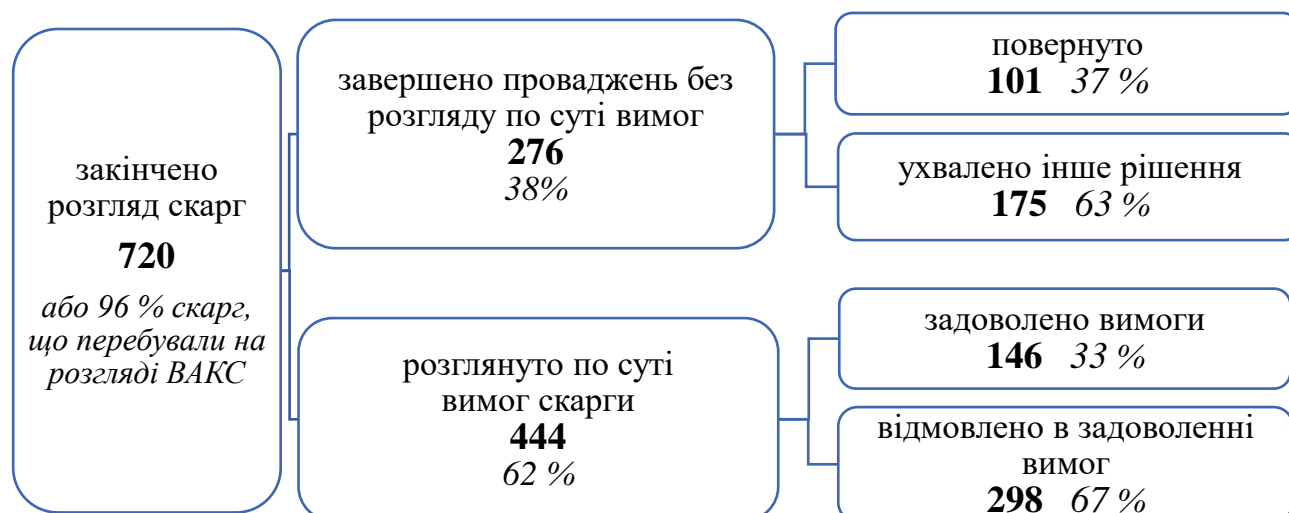 закінчено
розгляд скарг
720
або 96 % скарг,
що перебували на
розгляді ВАКС
завершено проваджень без
розгляду по суті вимог
276
38%
повернуто
101 37 %
ухвалено інше рішення
175 63 %
розглянуто по суті
вимог скарги
444
62 %
задоволено вимоги
146 33 %
відмовлено в задоволенні
вимог
298 67 %